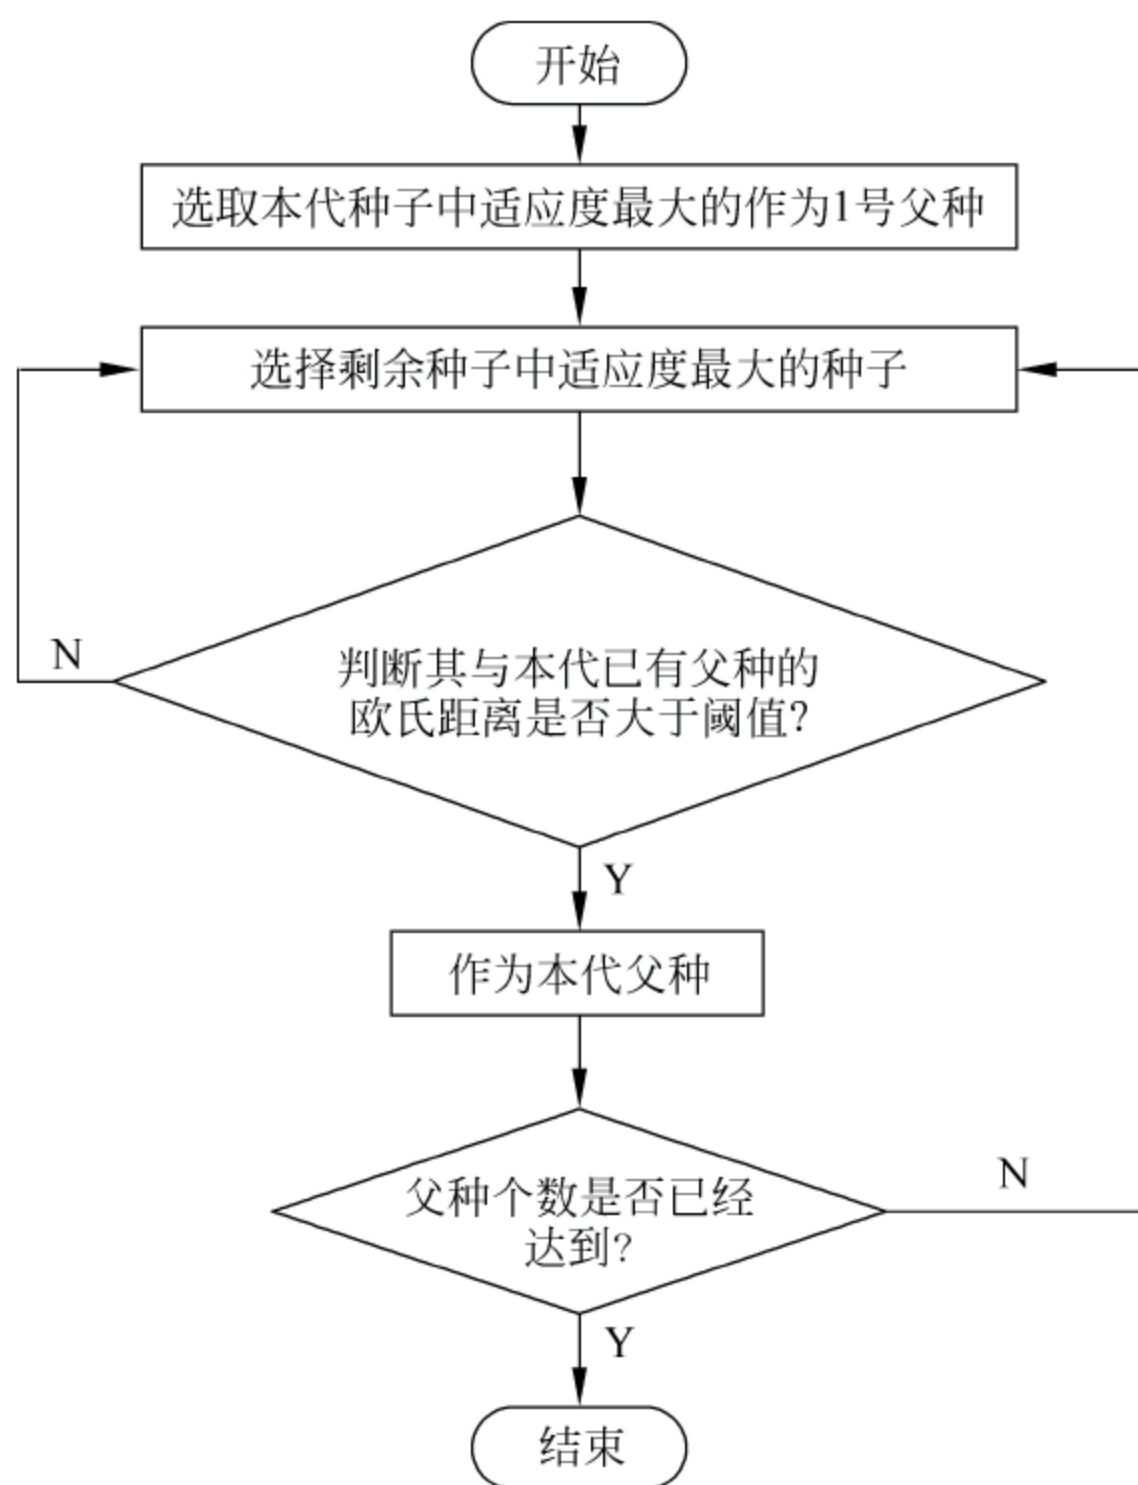 开始
选取本代种子中适应度最大的作为1号父种
选择剩余种子中适应度最大的种子
N
判断其与本代已有父种的
欧氏距离是否大于阈值?
Y
作为本代父种
N
父种个数是否已经
达到?
Y
结束